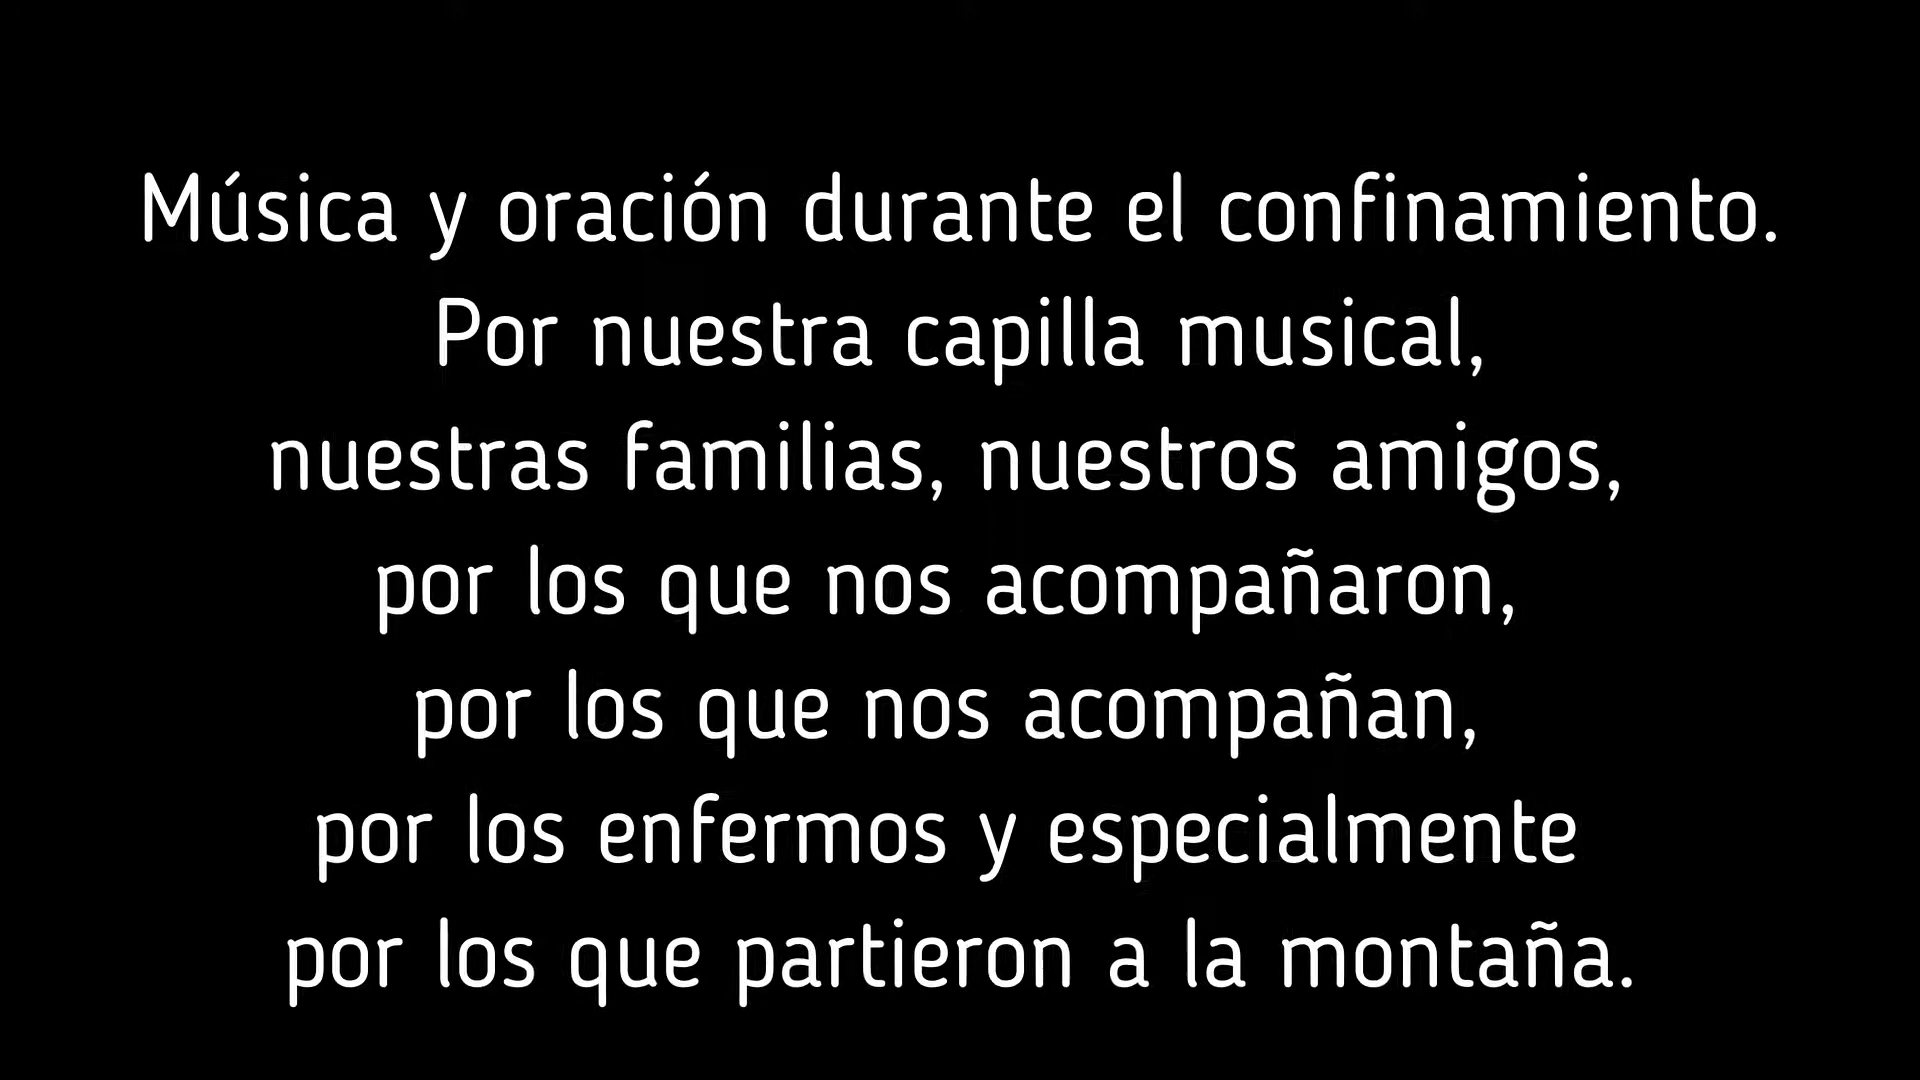 Música y oración durante el confinamiento.
Por nuestra capilla musical,
nuestras familias, nuestros amigos,
por los que nos acompañaron,
por los que nos acompañan,
por los enfermos y especialmente
por los que partieron a la montaña.